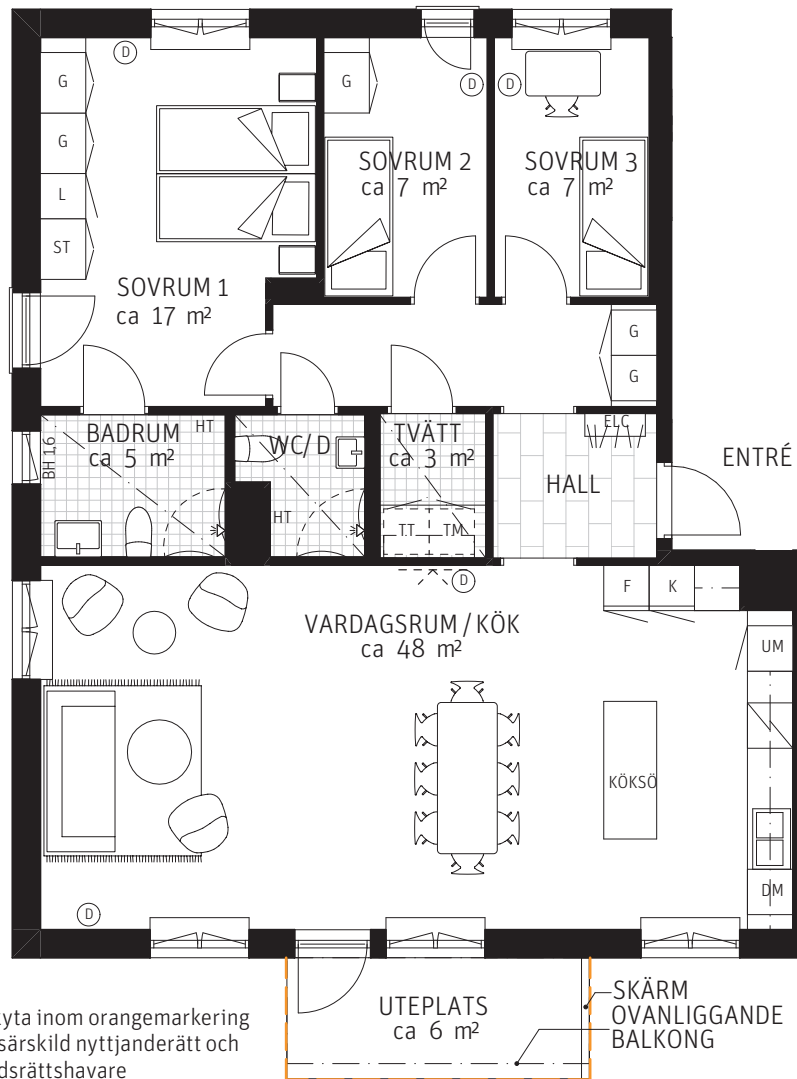 D
D
D
G
G
G
L
ST
SOVRUM 2
ca 7 m²
SOVRUM 3
ca 7 m²
SOVRUM 1
ca 17 m²
G
G
BADRUM
ca 5 m²
HT
BH 1,6
WC/D
HT
TVÄTT
ca 3 m²
TT
TM
ELC
HALL
ENTRÉ
D
F
K
VARDAGSRUM / KÖK
ca 48 m²
UM
KÖKSÖ
DM
D
UTEPLATS
ca 6 m²
SKÄRM
OVANLIGGANDE
BALKONG
yta inom orangemarkering
särskild nyttjanderätt och
dsrättshavare